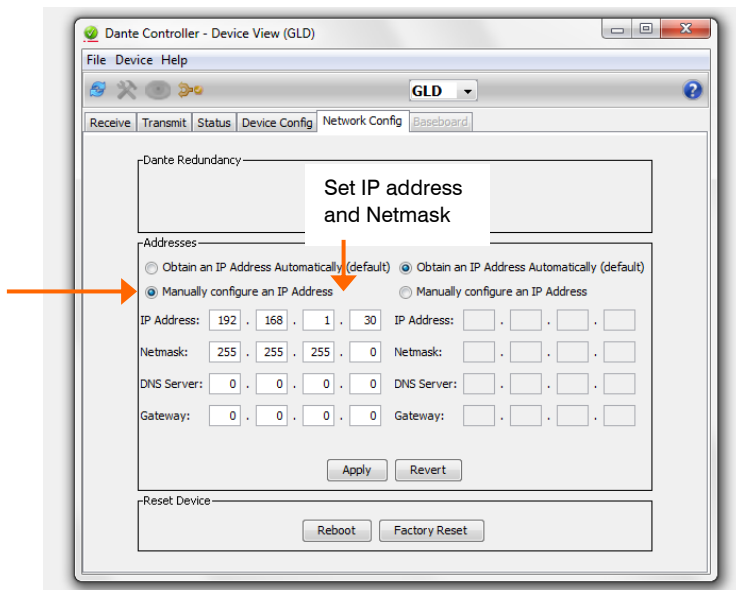 Dante Controller - Device View (GLD)
File Device Help
GLD
Receive Transmit Status Device Config Network Config Baseboard
Dante Redundancy
Set IP address
and Netmask
Addresses
Obtain an IP Address Automatically (default) Obtain an IP Address Automatically (default)
Manually configure an IP Address Manually configure an IP Address
IP Address: 192 . 168 . 1 . 30 IP Address: . . .
Netmask: 255 . 255 . 255 . 0 Netmask: . . .
DNS Server: 0 . 0 . 0 . 0 DNS Server: . . .
Gateway: 0 . 0 . 0 . 0 Gateway: . . .
Apply Revert
Reset Device
Reboot Factory Reset